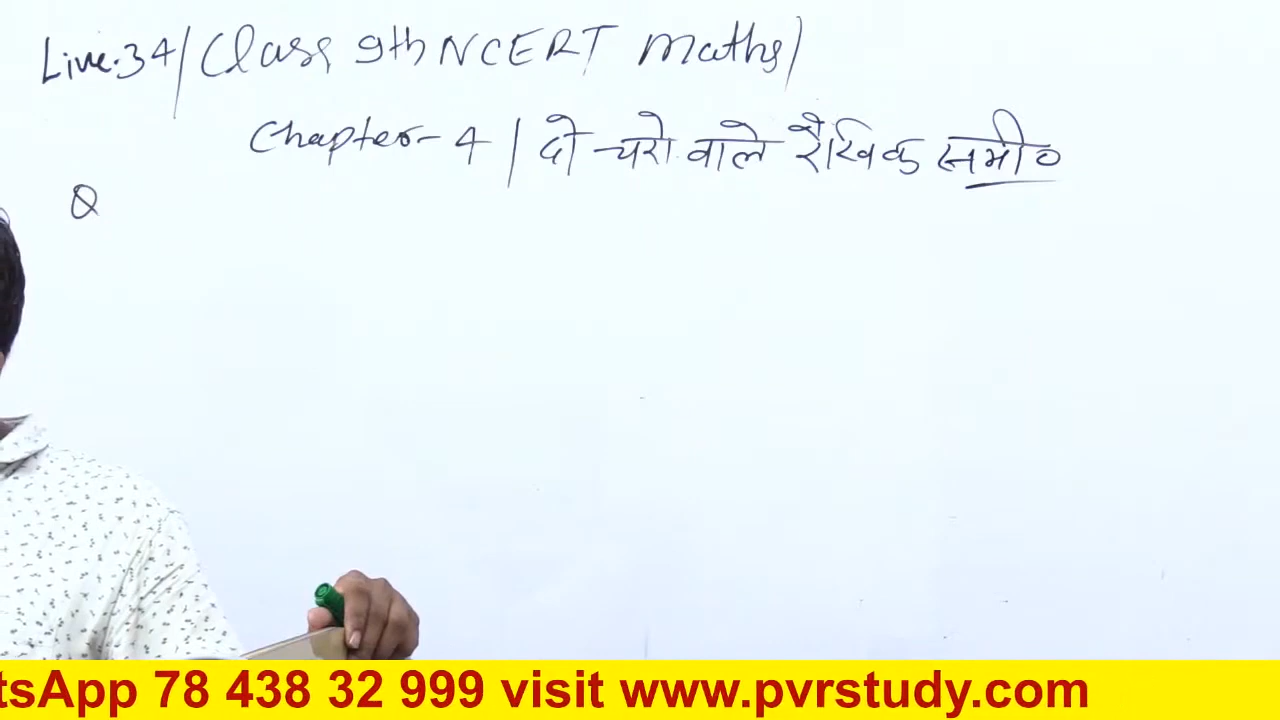 Live.34/Class 9th NCERT Maths/
Chapter-4 | दो चरो वाले रैखिक समी०
Q
tsApp 78 438 32 999 visit www.pvrstudy.com